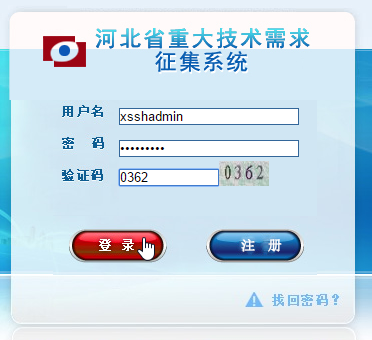 河北省重大技术需求
征集系统
用户名 xsshadmin
密 码 •••••••••
验证码 0362 0362
登 录 注 册
找回密码？